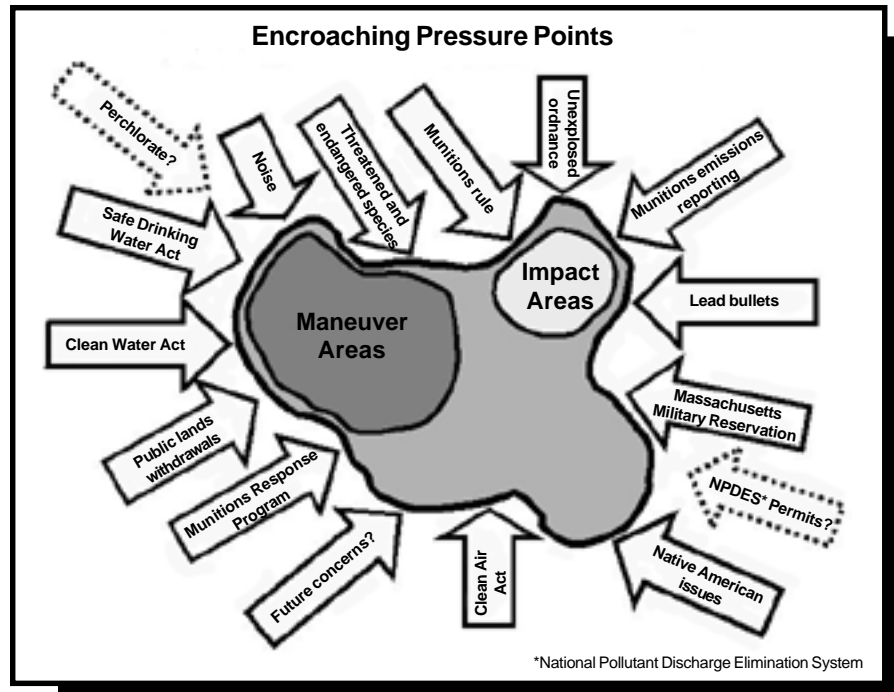 Encroaching Pressure Points
Perchlorate?
Noise
Threatened and
endangered species
Munitions rule
Unexploded
ordnance
Munitions emissions
reporting
Safe Drinking
Water Act
Impact
Areas
Lead bullets
Maneuver
Areas
Clean Water Act
Massachusetts
Military Reservation
Public lands
withdrawals
Munitions Response
Program
NPDES* Permits?
Future concerns?
Clean Air
Act
Native American
issues
*National Pollutant Discharge Elimination System